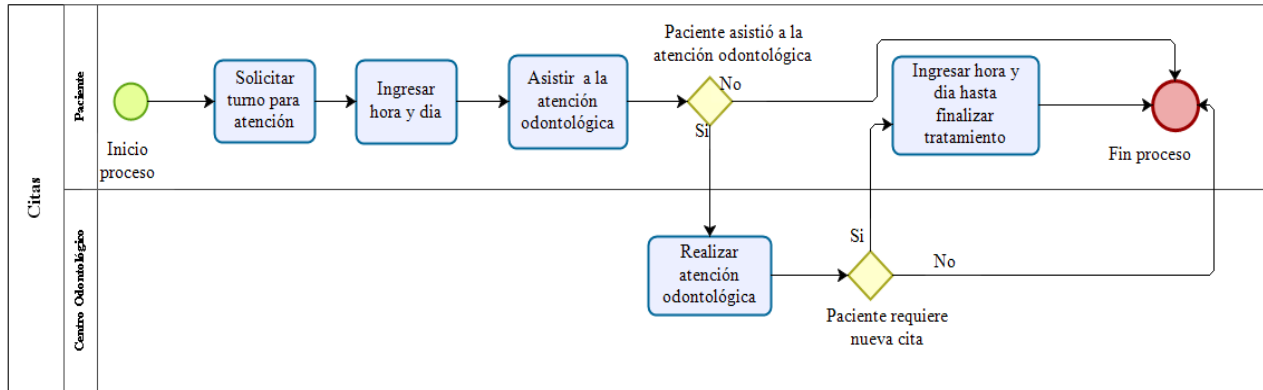 Citas
Paciente
Inicio
proceso
Solicitar
turno para
atención
Ingresar
hora y dia
Asistir a la
atención
odontológica
Paciente asistió a la
atención odontológica
No
Si
Ingresar hora y
dia hasta
finalizar
tratamiento
Fin proceso
Centro Odontológico
Realizar
atención
odontológica
Si
No
Paciente requiere
nueva cita